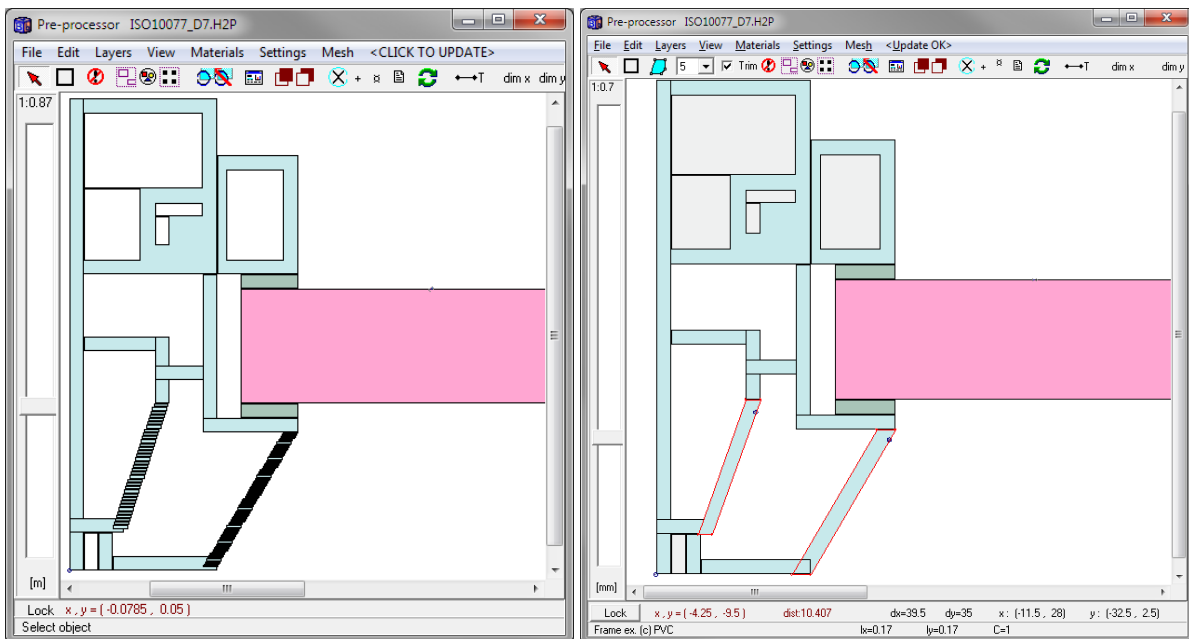 Pre-processor ISO10077_D7.H2P
File Edit Layers View Materials Settings Mesh <CLICK TO UPDATE>
T dim x dim y
1:0.87
[m]
Lock x , y = ( -0.0785 , 0.05 )
Select object
Pre-processor ISO10077_D7.H2P
File Edit Layers View Materials Settings Mesh <Update OK>
5 Trim T dim x dim y
1:0.7
[mm]
Lock x , y = ( -4.25 , -9.5 ) dist:10.407 dx=39.5 dy=35 x : (-11.5 , 28) y : (-32.5 , 2.5)
Frame ex. (c) PVC lx=0.17 ly=0.17 C=1